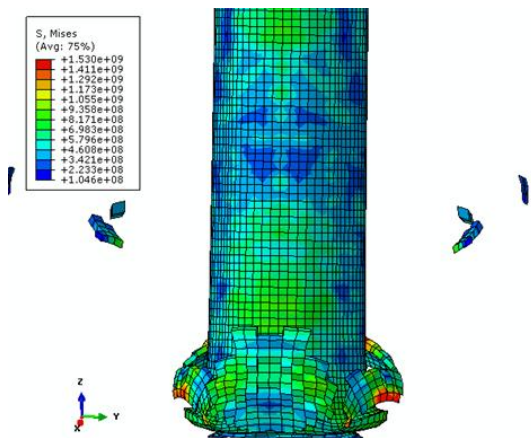 S, Mises
(Avg: 75%)
+1.530e+09
+1.411e+09
+1.292e+09
+1.173e+09
+1.055e+09
+9.358e+08
+8.171e+08
+6.983e+08
+5.796e+08
+4.608e+08
+3.421e+08
+2.233e+08
+1.046e+08
Z
Y
X